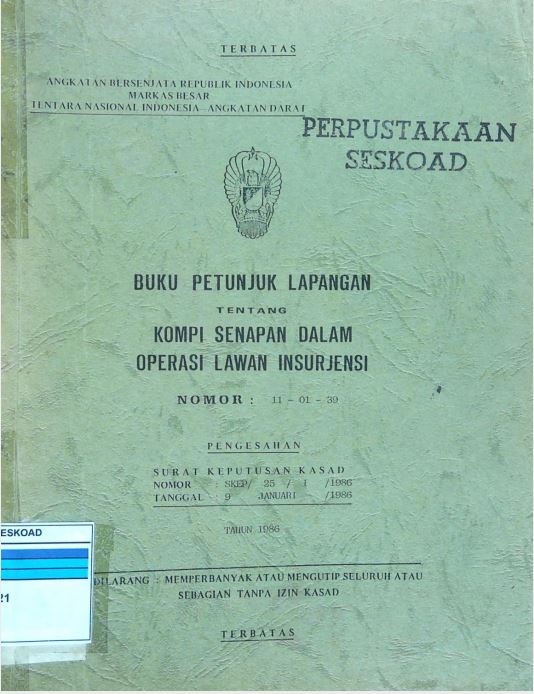 TERBATAS
ANGKATAN BERSENJATA REPUBLIK INDONESIA
MARKAS BESAR
TENTARA NASIONAL INDONESIA ANGKATAN DARAT
PERPUSTAKAAN
SESKOAD
BUKU PETUNJUK LAPANGAN
TENTANG
KOMPI SENAPAN DALAM
OPERASI LAWAN INSURJENSI
NOMOR : 11 - 01 - 39
PENGESAHAN
SURAT KEPUTUSAN KASAD
NOMOR : SKEP/ 25 / I /1986
TANGGAL : 9 JANUARI /1986
TAHUN 1986
ESKOAD
21
DILARANG : MEMPERBANYAK ATAU MENGUTIP SELURUH ATAU
SEBAGIAN TANPA IZIN KASAD
TERBATAS